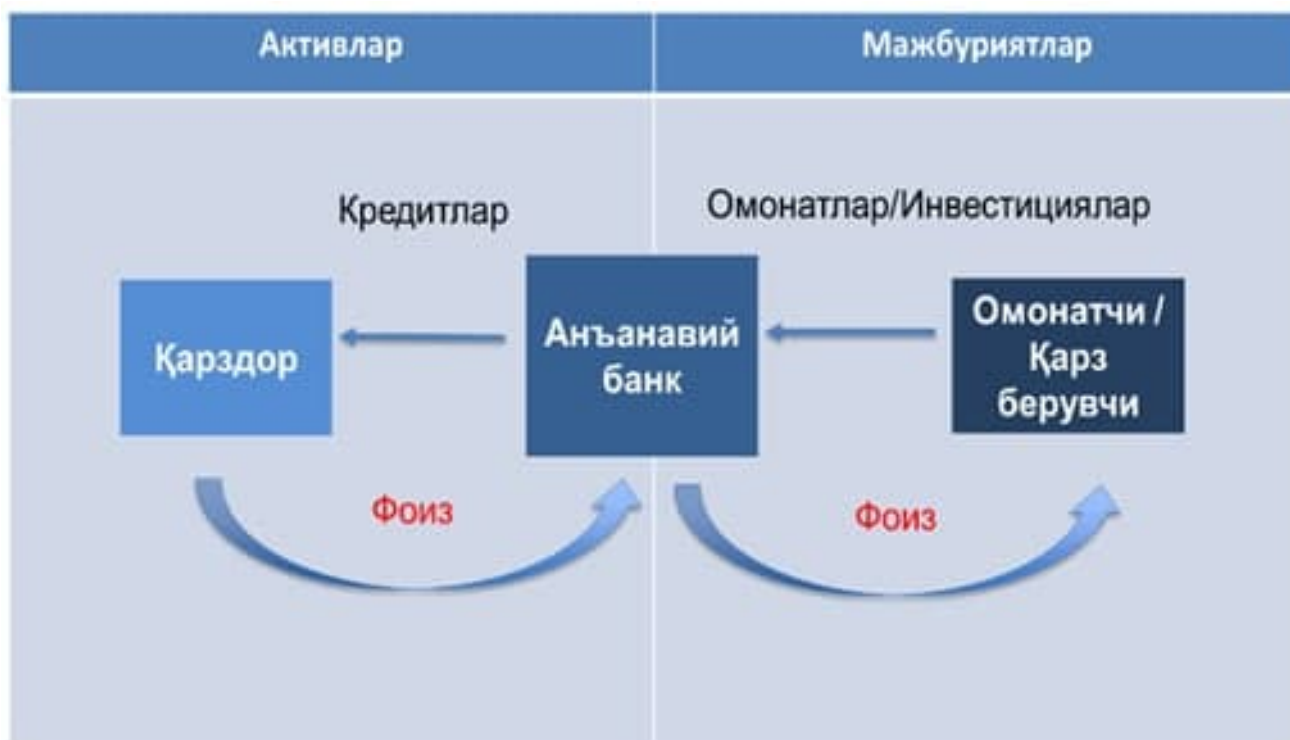 Активлар
Мажбуриятлар
Кредитлар
Омонатлар/Инвестициялар
Қарздор
Анъанавий
банк
Омонатчи /
Қарз
берувчи
Фоиз
Фоиз